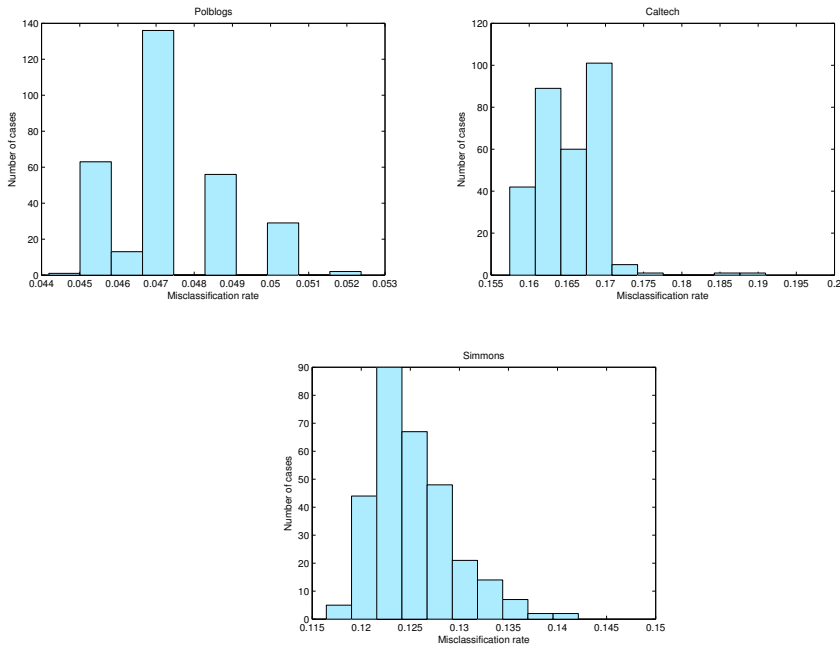 Polblogs
140
120
100
80
60
40
20
0
Number of cases
0.044 0.045 0.046 0.047 0.048 0.049 0.05 0.051 0.052 0.053
Misclassification rate
Caltech
120
100
80
60
40
20
0
Number of cases
0.155 0.16 0.165 0.17 0.175 0.18 0.185 0.19 0.195 0.2
Misclassification rate
Simmons
90
80
70
60
50
40
30
20
10
0
Number of cases
0.115 0.12 0.125 0.13 0.135 0.14 0.145 0.15
Misclassification rate